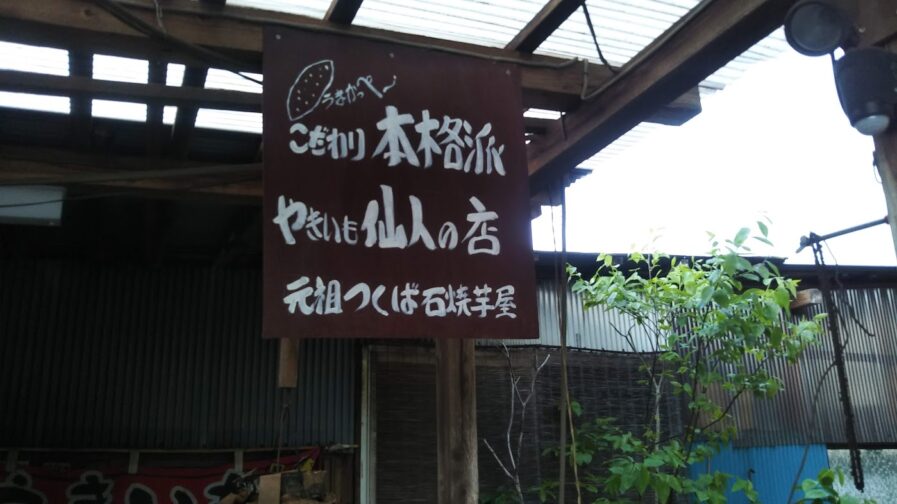 うまかっぺ〜
こだわり本格派
やきいも仙人の店
元祖つくば石焼芋屋